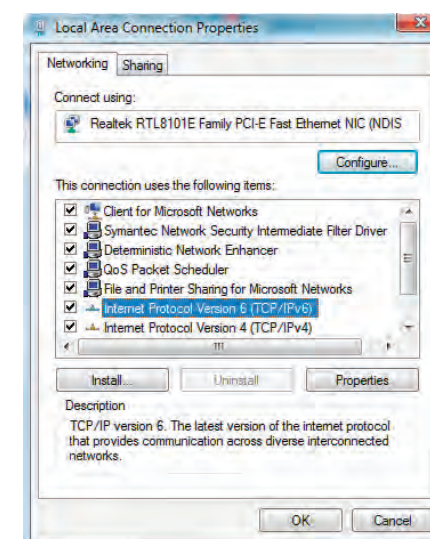 Local Area Connection Properties
Networking
Sharing
Connect using:
Realtek RTL8101E Family PCI-E Fast Ethernet NIC (NDIS
Configure...
This connection uses the following items:
Client for Microsoft Networks
Symantec Network Security Intermediate Filter Driver
Deterministic Network Enhancer
QoS Packet Scheduler
File and Printer Sharing for Microsoft Networks
Internet Protocol Version 6 (TCP/IPv6)
Internet Protocol Version 4 (TCP/IPv4)
Install...
Uninstall
Properties
Description
TCP/IP version 6. The latest version of the internet protocol
that provides communication across diverse interconnected
networks.
OK
Cancel